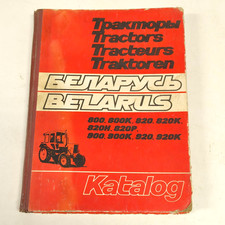 Тракторы
Tractors
Tracteurs
Traktoren
БЕЛАРУСЬ
BELARUS
800, 800K, 820, 820K,
820H, 820P,
900, 900K, 920, 920K
Katalog